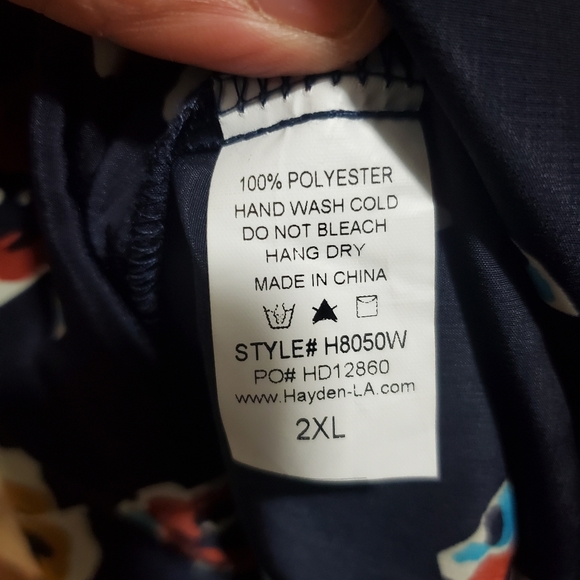 100% POLYESTER
HAND WASH COLD
DO NOT BLEACH
HANG DRY
MADE IN CHINA
STYLE# H8050W
PO# HD12860
www.Hayden-LA.com
2XL